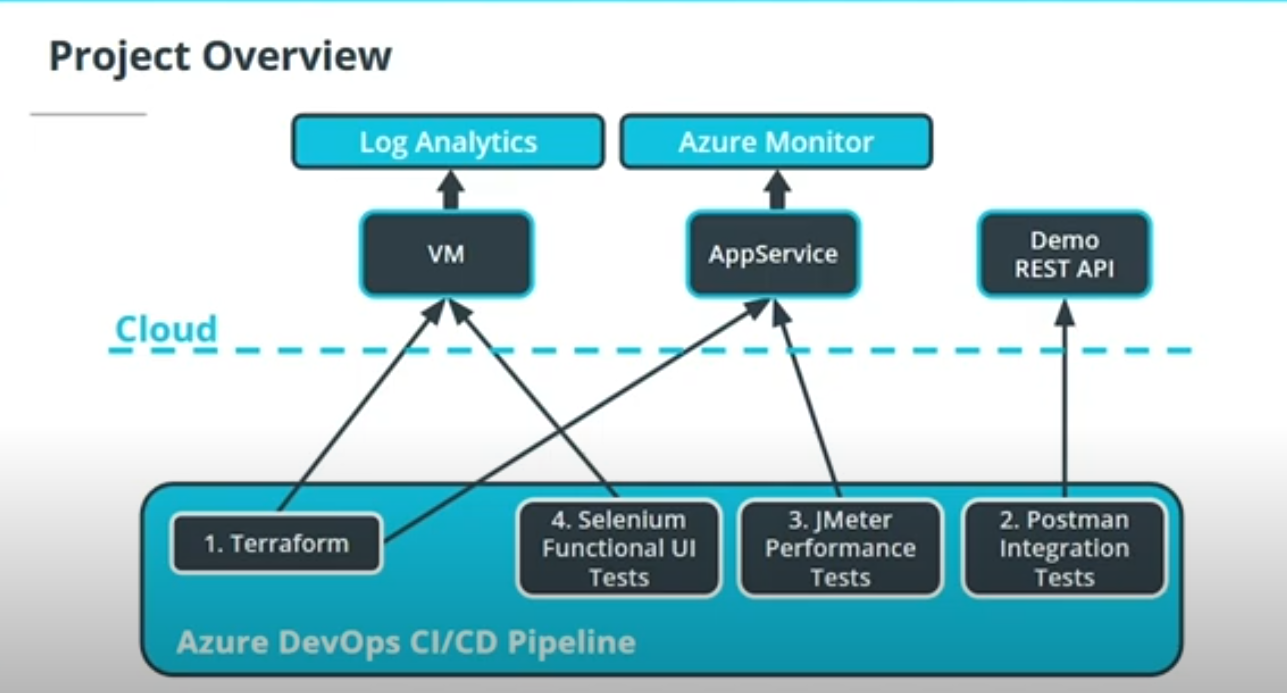 Project Overview
Log Analytics
Azure Monitor
VM
AppService
Demo
REST API
Cloud
1. Terraform
4. Selenium
Functional UI
Tests
3. JMeter
Performance
Tests
2. Postman
Integration
Tests
Azure DevOps CI/CD Pipeline